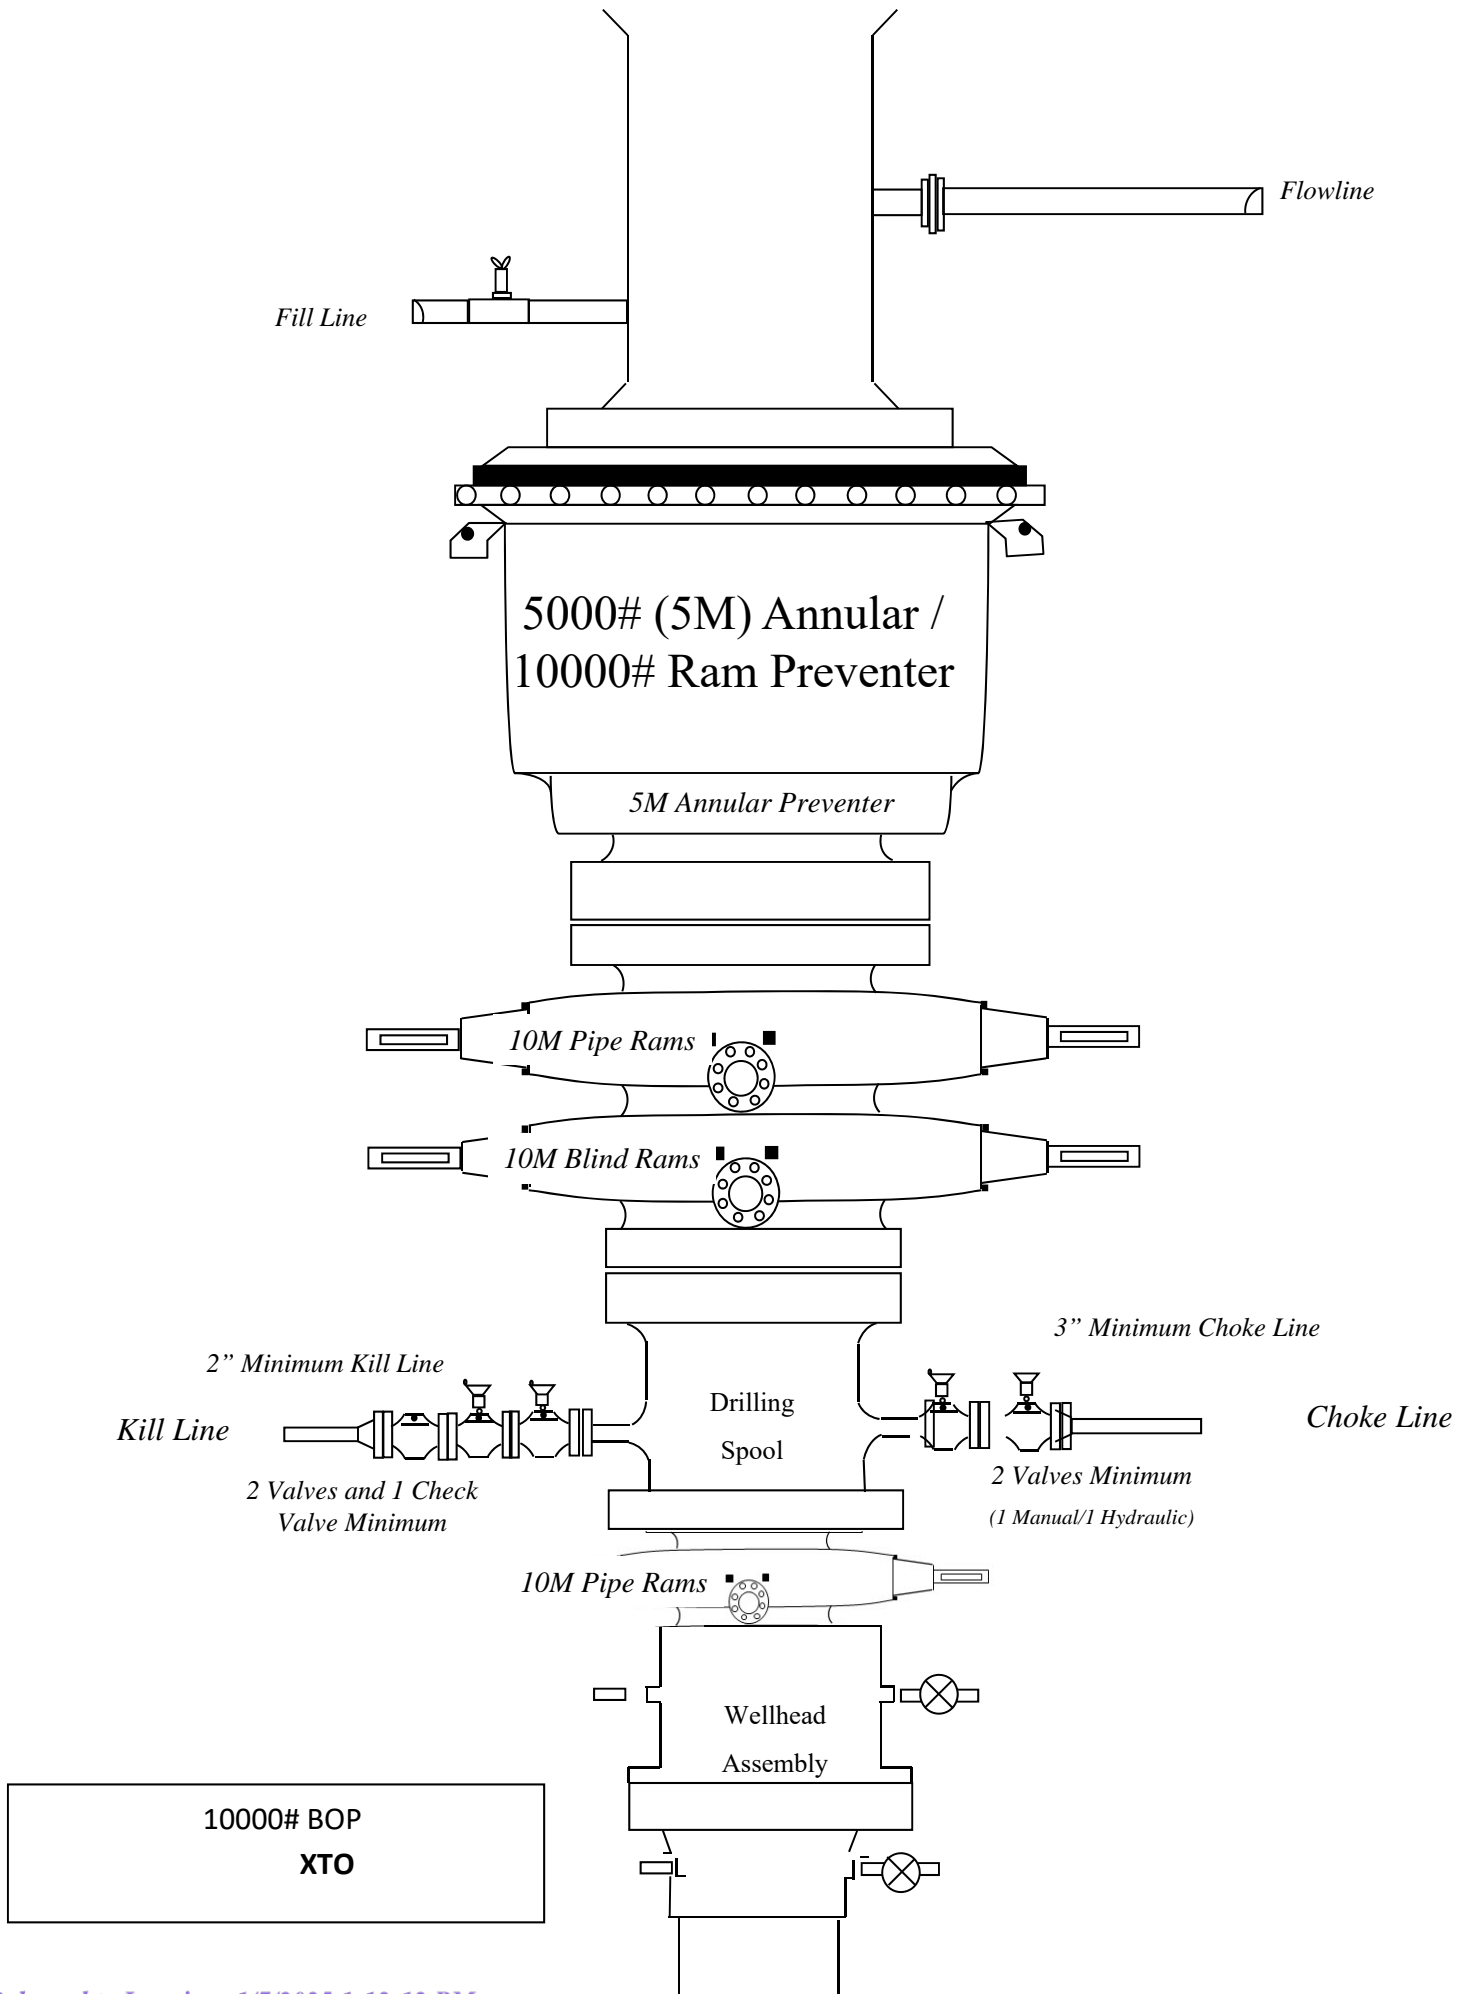 Flowline
Fill Line
5000# (5M) Annular /
10000# Ram Preventer
5M Annular Preventer
10M Pipe Rams
10M Blind Rams
3” Minimum Choke Line
2” Minimum Kill Line
Drilling
Spool
Kill Line
Choke Line
2 Valves and 1 Check
Valve Minimum
2 Valves Minimum
(1 Manual/1 Hydraulic)
10M Pipe Rams
Wellhead
Assembly
10000# BOP
XTO